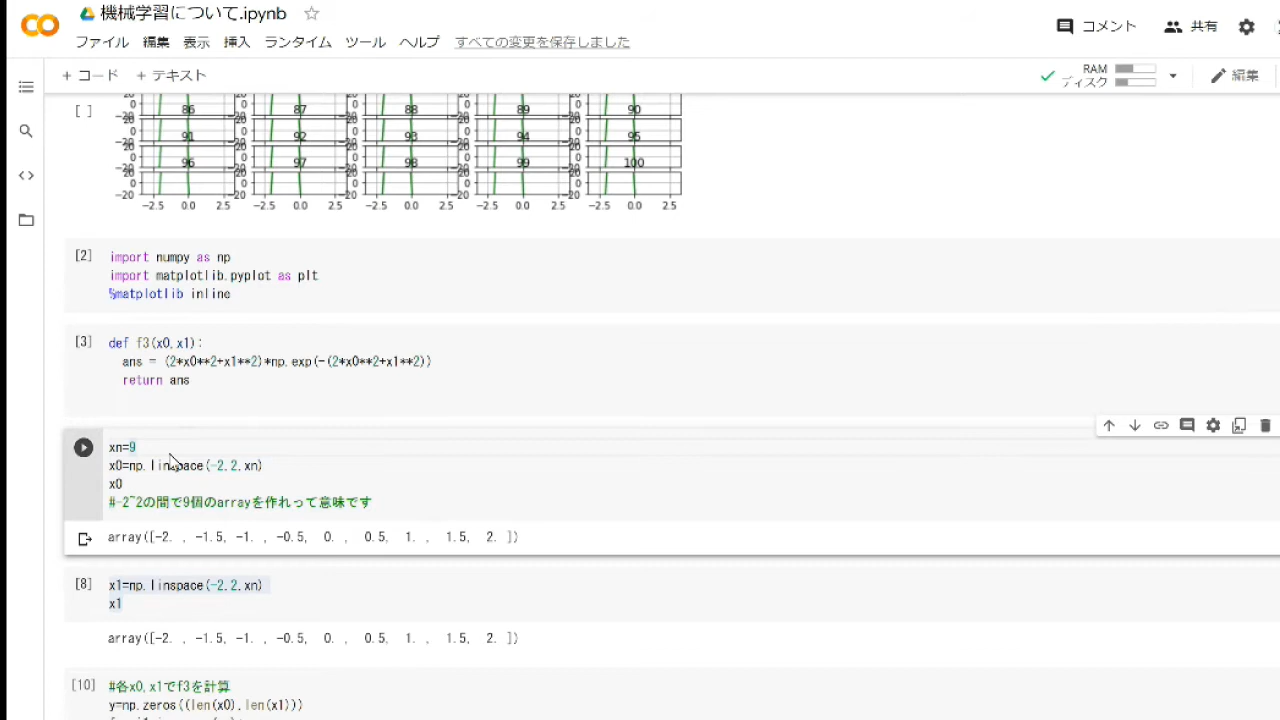 機械学習について.ipynb
コメント 共有
ファイル 編集 表示 挿入 ランタイム ツール ヘルプ すべての変更を保存しました
+ コード + テキスト
RAM
ディスク
編集
[ ]
86 87 88 89 90
91 92 93 94 95
96 97 98 99 100
-2.5 0.0 2.5 -2.5 0.0 2.5 -2.5 0.0 2.5 -2.5 0.0 2.5 -2.5 0.0 2.5
[2] import numpy as np
import matplotlib.pyplot as plt
%matplotlib inline
[3] def f3(x0,x1):
ans = (2*x0**2+x1**2)*np.exp(-(2*x0**2+x1**2))
return ans
xn=9
x0=np.linspace(-2,2,xn)
x0
#-2~2の間で9個のarrayを作れって意味です
array([-2. , -1.5, -1. , -0.5, 0. , 0.5, 1. , 1.5, 2. ])
[8] x1=np.linspace(-2,2,xn)
x1
array([-2. , -1.5, -1. , -0.5, 0. , 0.5, 1. , 1.5, 2. ])
[10] #各x0,x1でf3を計算
y=np.zeros((len(x0),len(x1)))